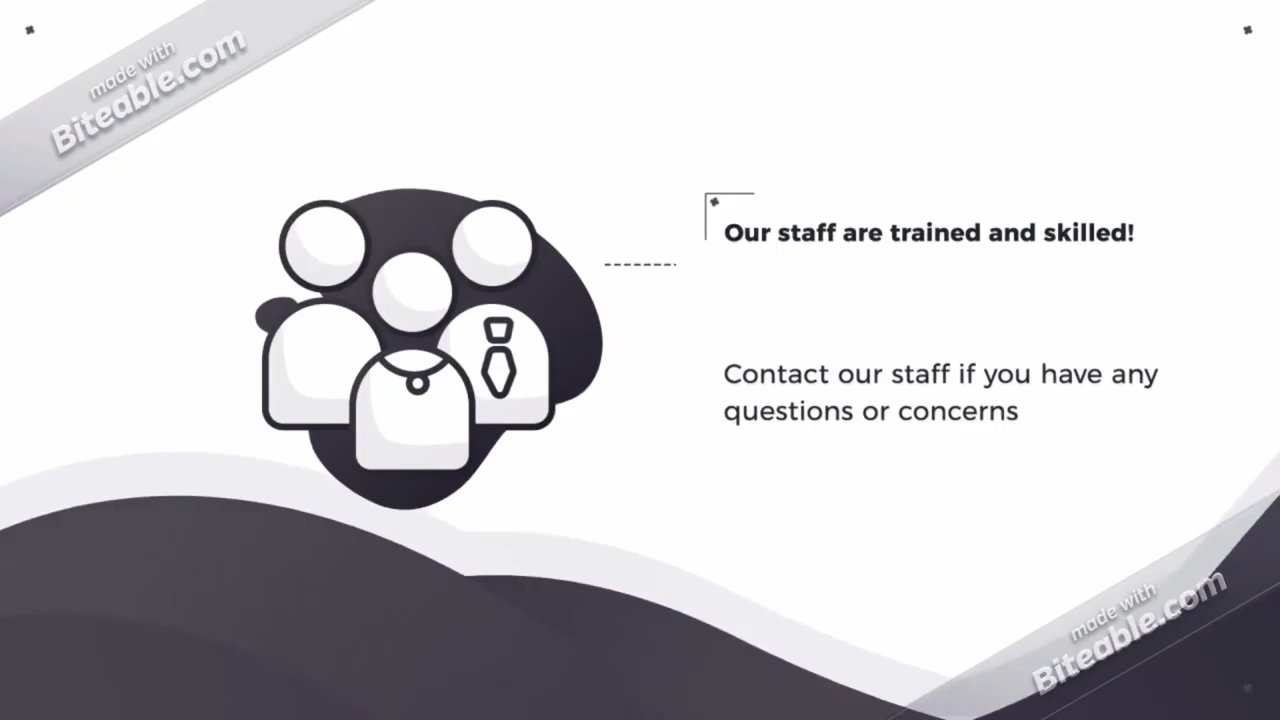 made with
Biteable.com
Our staff are trained and skilled!
Contact our staff if you have any
questions or concerns
made with
Biteable.com